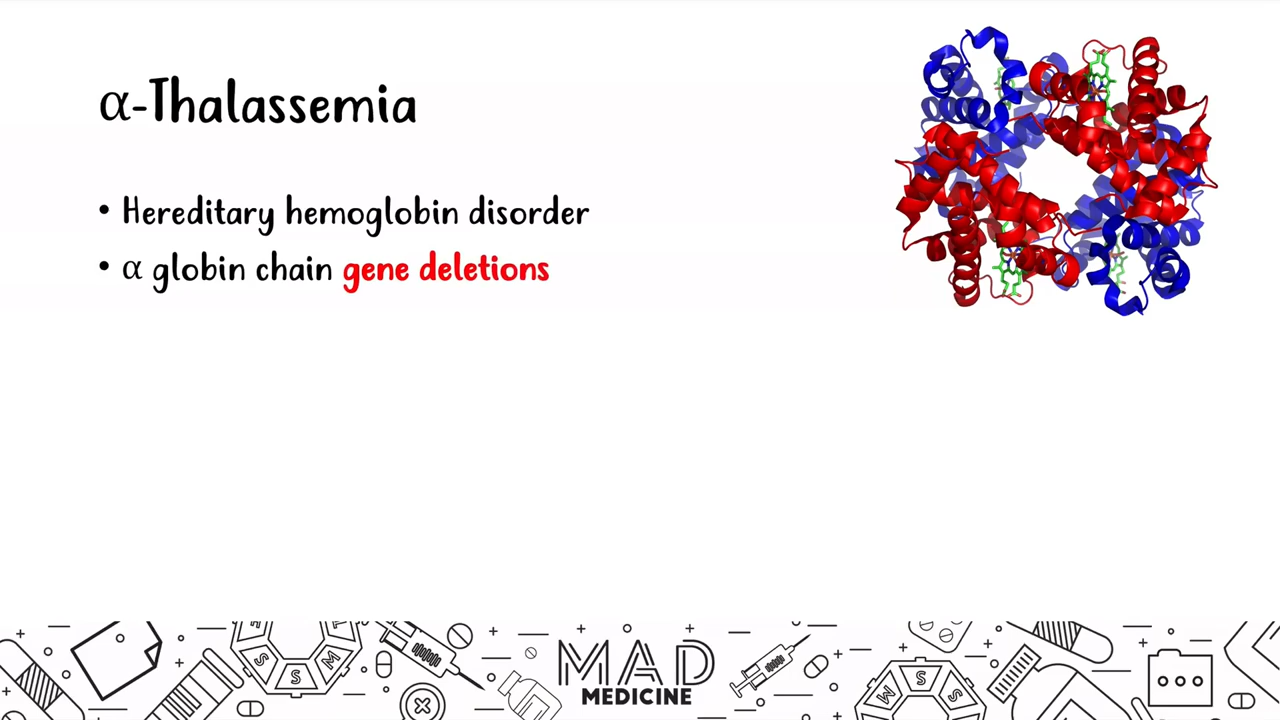 α-Thalassemia
• Hereditary hemoglobin disorder
• α globin chain gene deletions
S
S
M
M
S
S
MAD
MEDICINE